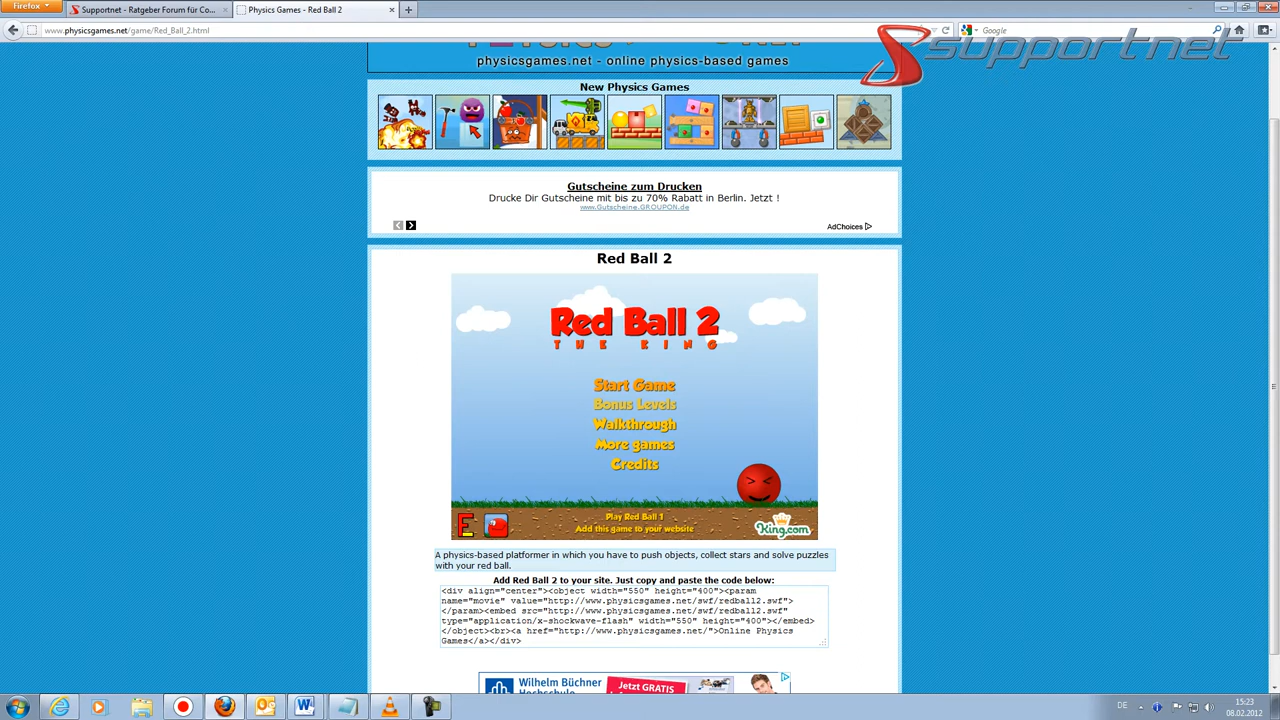 Firefox
Supportnet - Ratgeber Forum für Co...
Physics Games - Red Ball 2
www.physicsgames.net/game/Red_Ball_2.html
Google
supportnet
physicsgames.net - online physics-based games
New Physics Games
Gutscheine zum Drucken
Drucke Dir Gutscheine mit bis zu 70% Rabatt in Berlin. Jetzt !
www.Gutscheine.GROUPON.de
AdChoices
Red Ball 2
Red Ball 2
THE KING
Start Game
Bonus Levels
Walkthrough
More games
Credits
Play Red Ball 1
Add this game to your website
King.com
A physics-based platformer in which you have to push objects, collect stars and solve puzzles
with your red ball.
Add Red Ball 2 to your site. Just copy and paste the code below:
<div align="center"><object width="550" height="400"><param
name="movie" value="http://www.physicsgames.net/swf/redball2.swf">
</param><embed src="http://www.physicsgames.net/swf/redball2.swf"
type="application/x-shockwave-flash" width="550" height="400"></embed>
</object><br><a href="http://www.physicsgames.net/">Online Physics
Games</a></div>
Wilhelm Büchner
Hochschule
Jetzt GRATIS
DE
15:23
08.02.2012